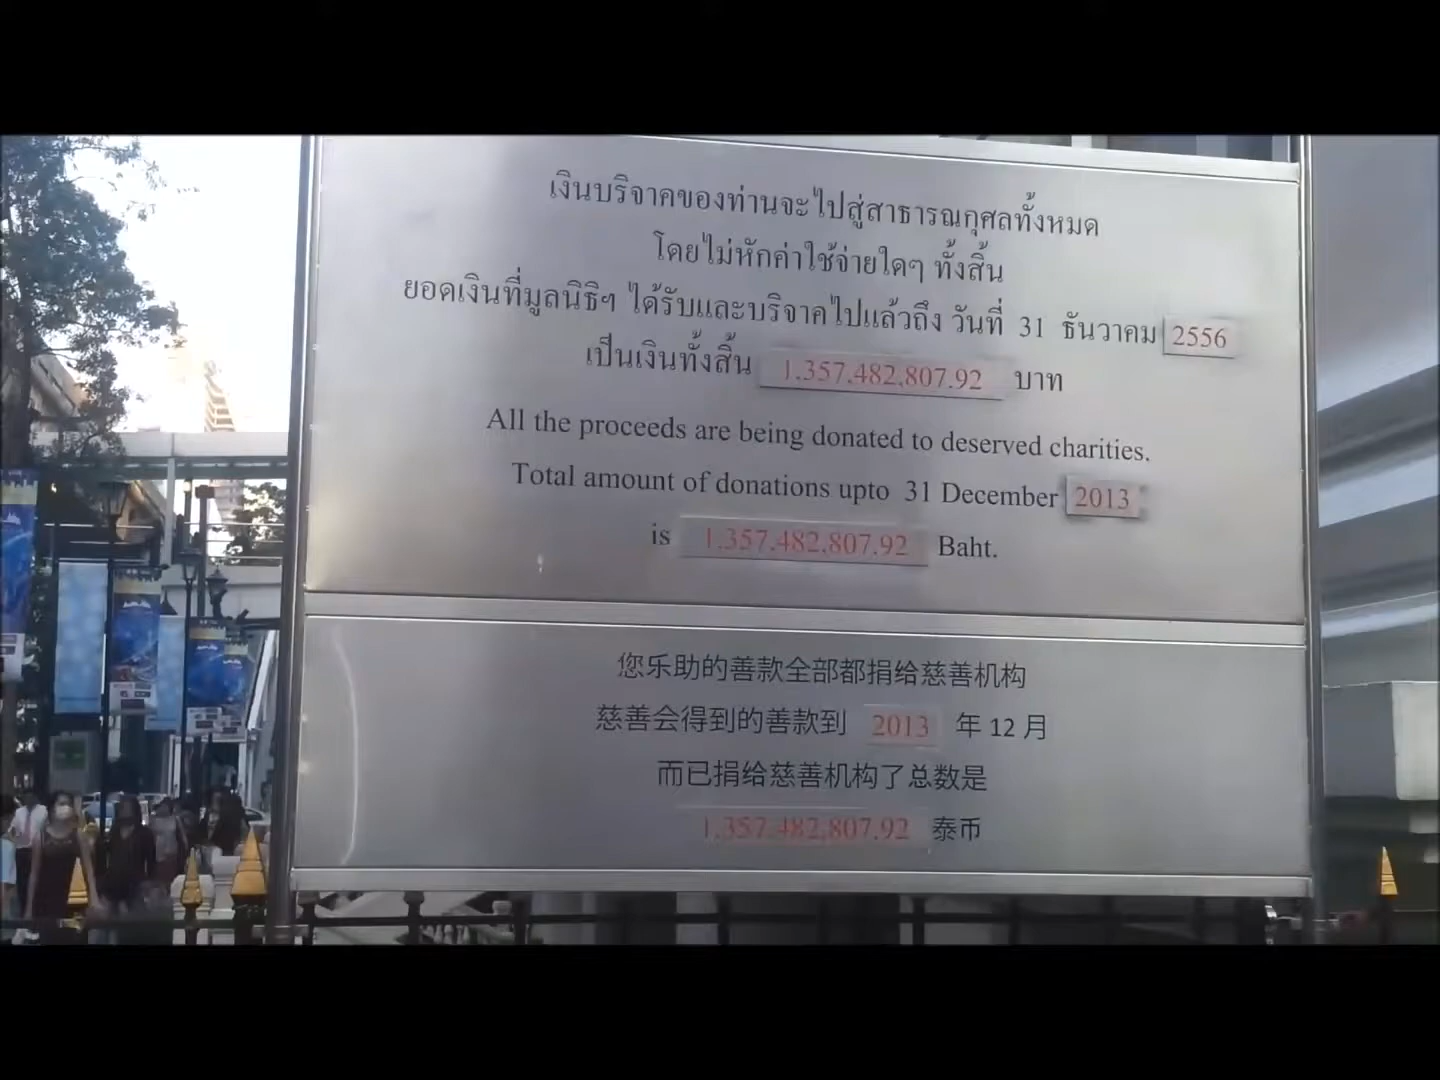 เงินบริจาคของท่านจะไปสู่สาธารณกุศลทั้งหมด
โดยไม่หักค่าใช้จ่ายใดๆ ทั้งสิ้น
ยอดเงินที่มูลนิธิฯ ได้รับและบริจาคไปแล้วถึง วันที่ 31 ธันวาคม 2556
เป็นเงินทั้งสิ้น 1,357,482,807.92 บาท
All the proceeds are being donated to deserved charities.
Total amount of donations upto 31 December 2013
is 1,357,482,807.92 Baht.
您乐助的善款全部都捐给慈善机构
慈善会得到的善款到 2013 年 12 月
而已捐给慈善机构了总数是
1,357,482,807.92 泰币